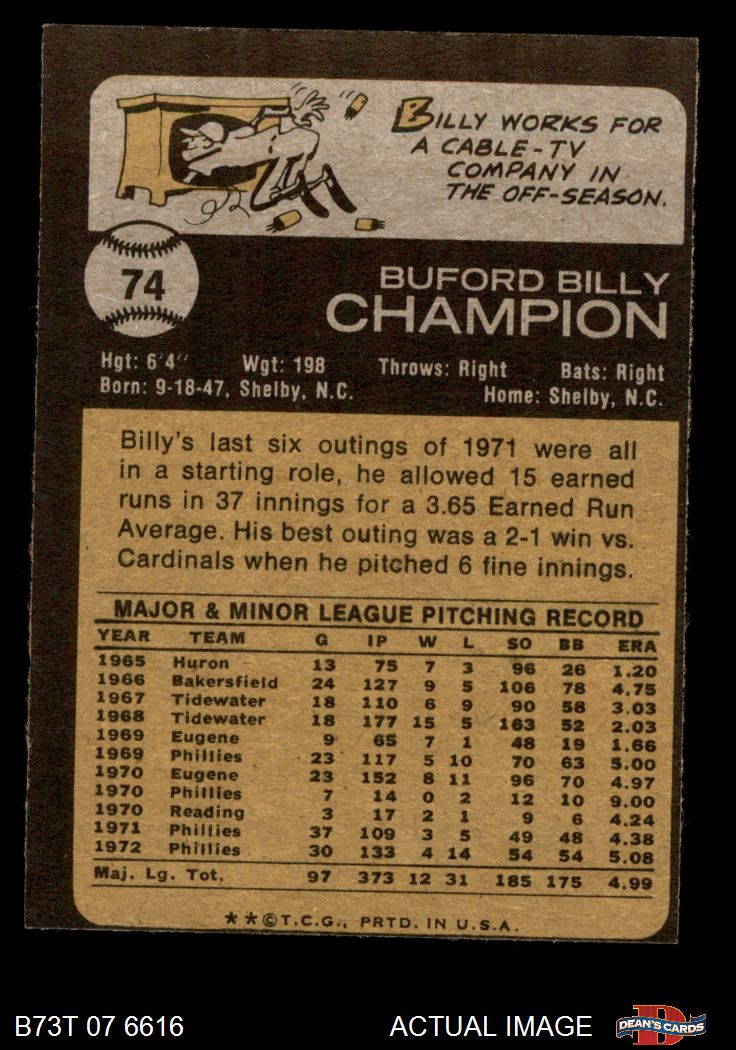 BILLY WORKS FOR
A CABLE-TV
COMPANY IN
THE OFF-SEASON.
74
BUFORD BILLY
CHAMPION
Hgt: 6'4" Wgt: 198 Throws: Right Bats: Right
Born: 9-18-47, Shelby, N.C. Home: Shelby, N.C.
Billy's last six outings of 1971 were all
in a starting role, he allowed 15 earned
runs in 37 innings for a 3.65 Earned Run
Average. His best outing was a 2-1 win vs.
Cardinals when he pitched 6 fine innings.
MAJOR & MINOR LEAGUE PITCHING RECORD
YEAR TEAM G IP W L SO BB ERA
1965 Huron 13 75 7 3 96 26 1.20
1966 Bakersfield 24 127 9 5 106 78 4.75
1967 Tidewater 18 110 6 9 90 58 3.03
1968 Tidewater 18 177 15 5 163 52 2.03
1969 Eugene 9 65 7 1 48 19 1.66
1969 Phillies 23 117 5 10 70 63 5.00
1970 Eugene 23 152 8 11 96 70 4.97
1970 Phillies 7 14 0 2 12 10 9.00
1970 Reading 3 17 2 1 9 6 4.24
1971 Phillies 37 109 3 5 49 48 4.38
1972 Phillies 30 133 4 14 54 54 5.08
Maj. Lg. Tot. 97 373 12 31 185 175 4.99
**©T.C.G., PRTD. IN U.S.A.
B73T 07 6616 ACTUAL IMAGE DEAN'S CARDS